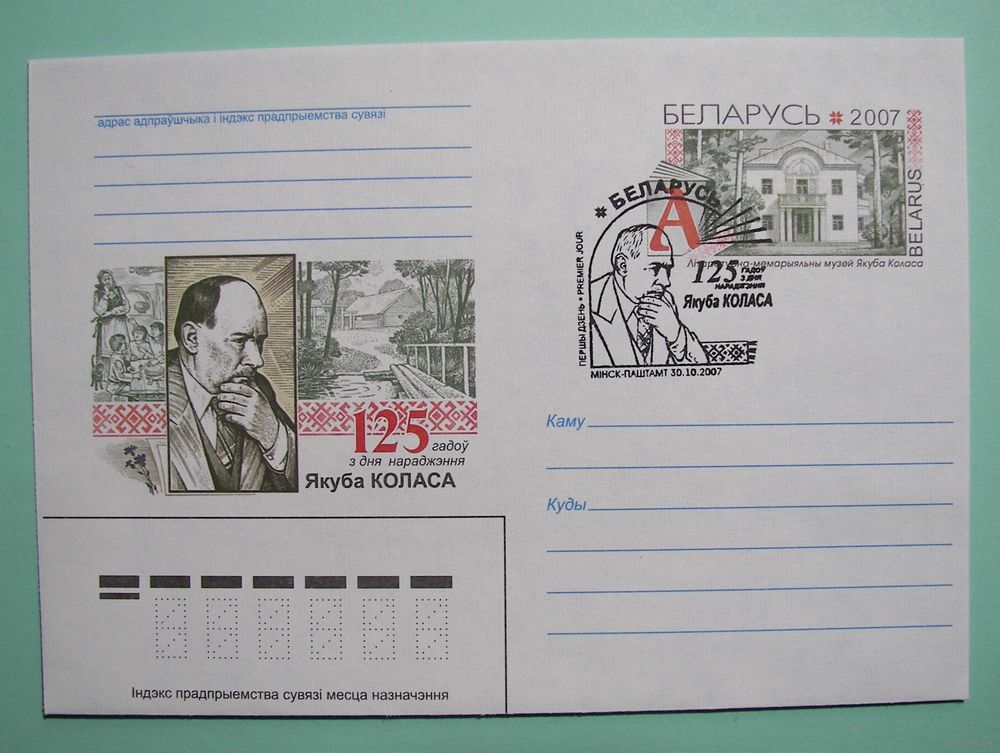 адрас адпраўшчыка і індэкс прадпрыемства сувязі
БЕЛАРУСЬ 2007
А
BELARUS
Літаратурна-мемарыяльны музей Якуба Коласа
БЕЛАРУСЬ
ПЕРШЫ ДЗЕНЬ • PREMIER JOUR
125 ГАДОЎ
З ДНЯ
НАРАДЖЭННЯ
Якуба КОЛАСА
МІНСК-ПАШТАМТ 30.10.2007
125 гадоў
з дня нараджэння
Якуба КОЛАСА
Каму
Куды
Індэкс прадпрыемства сувязі месца назначэння